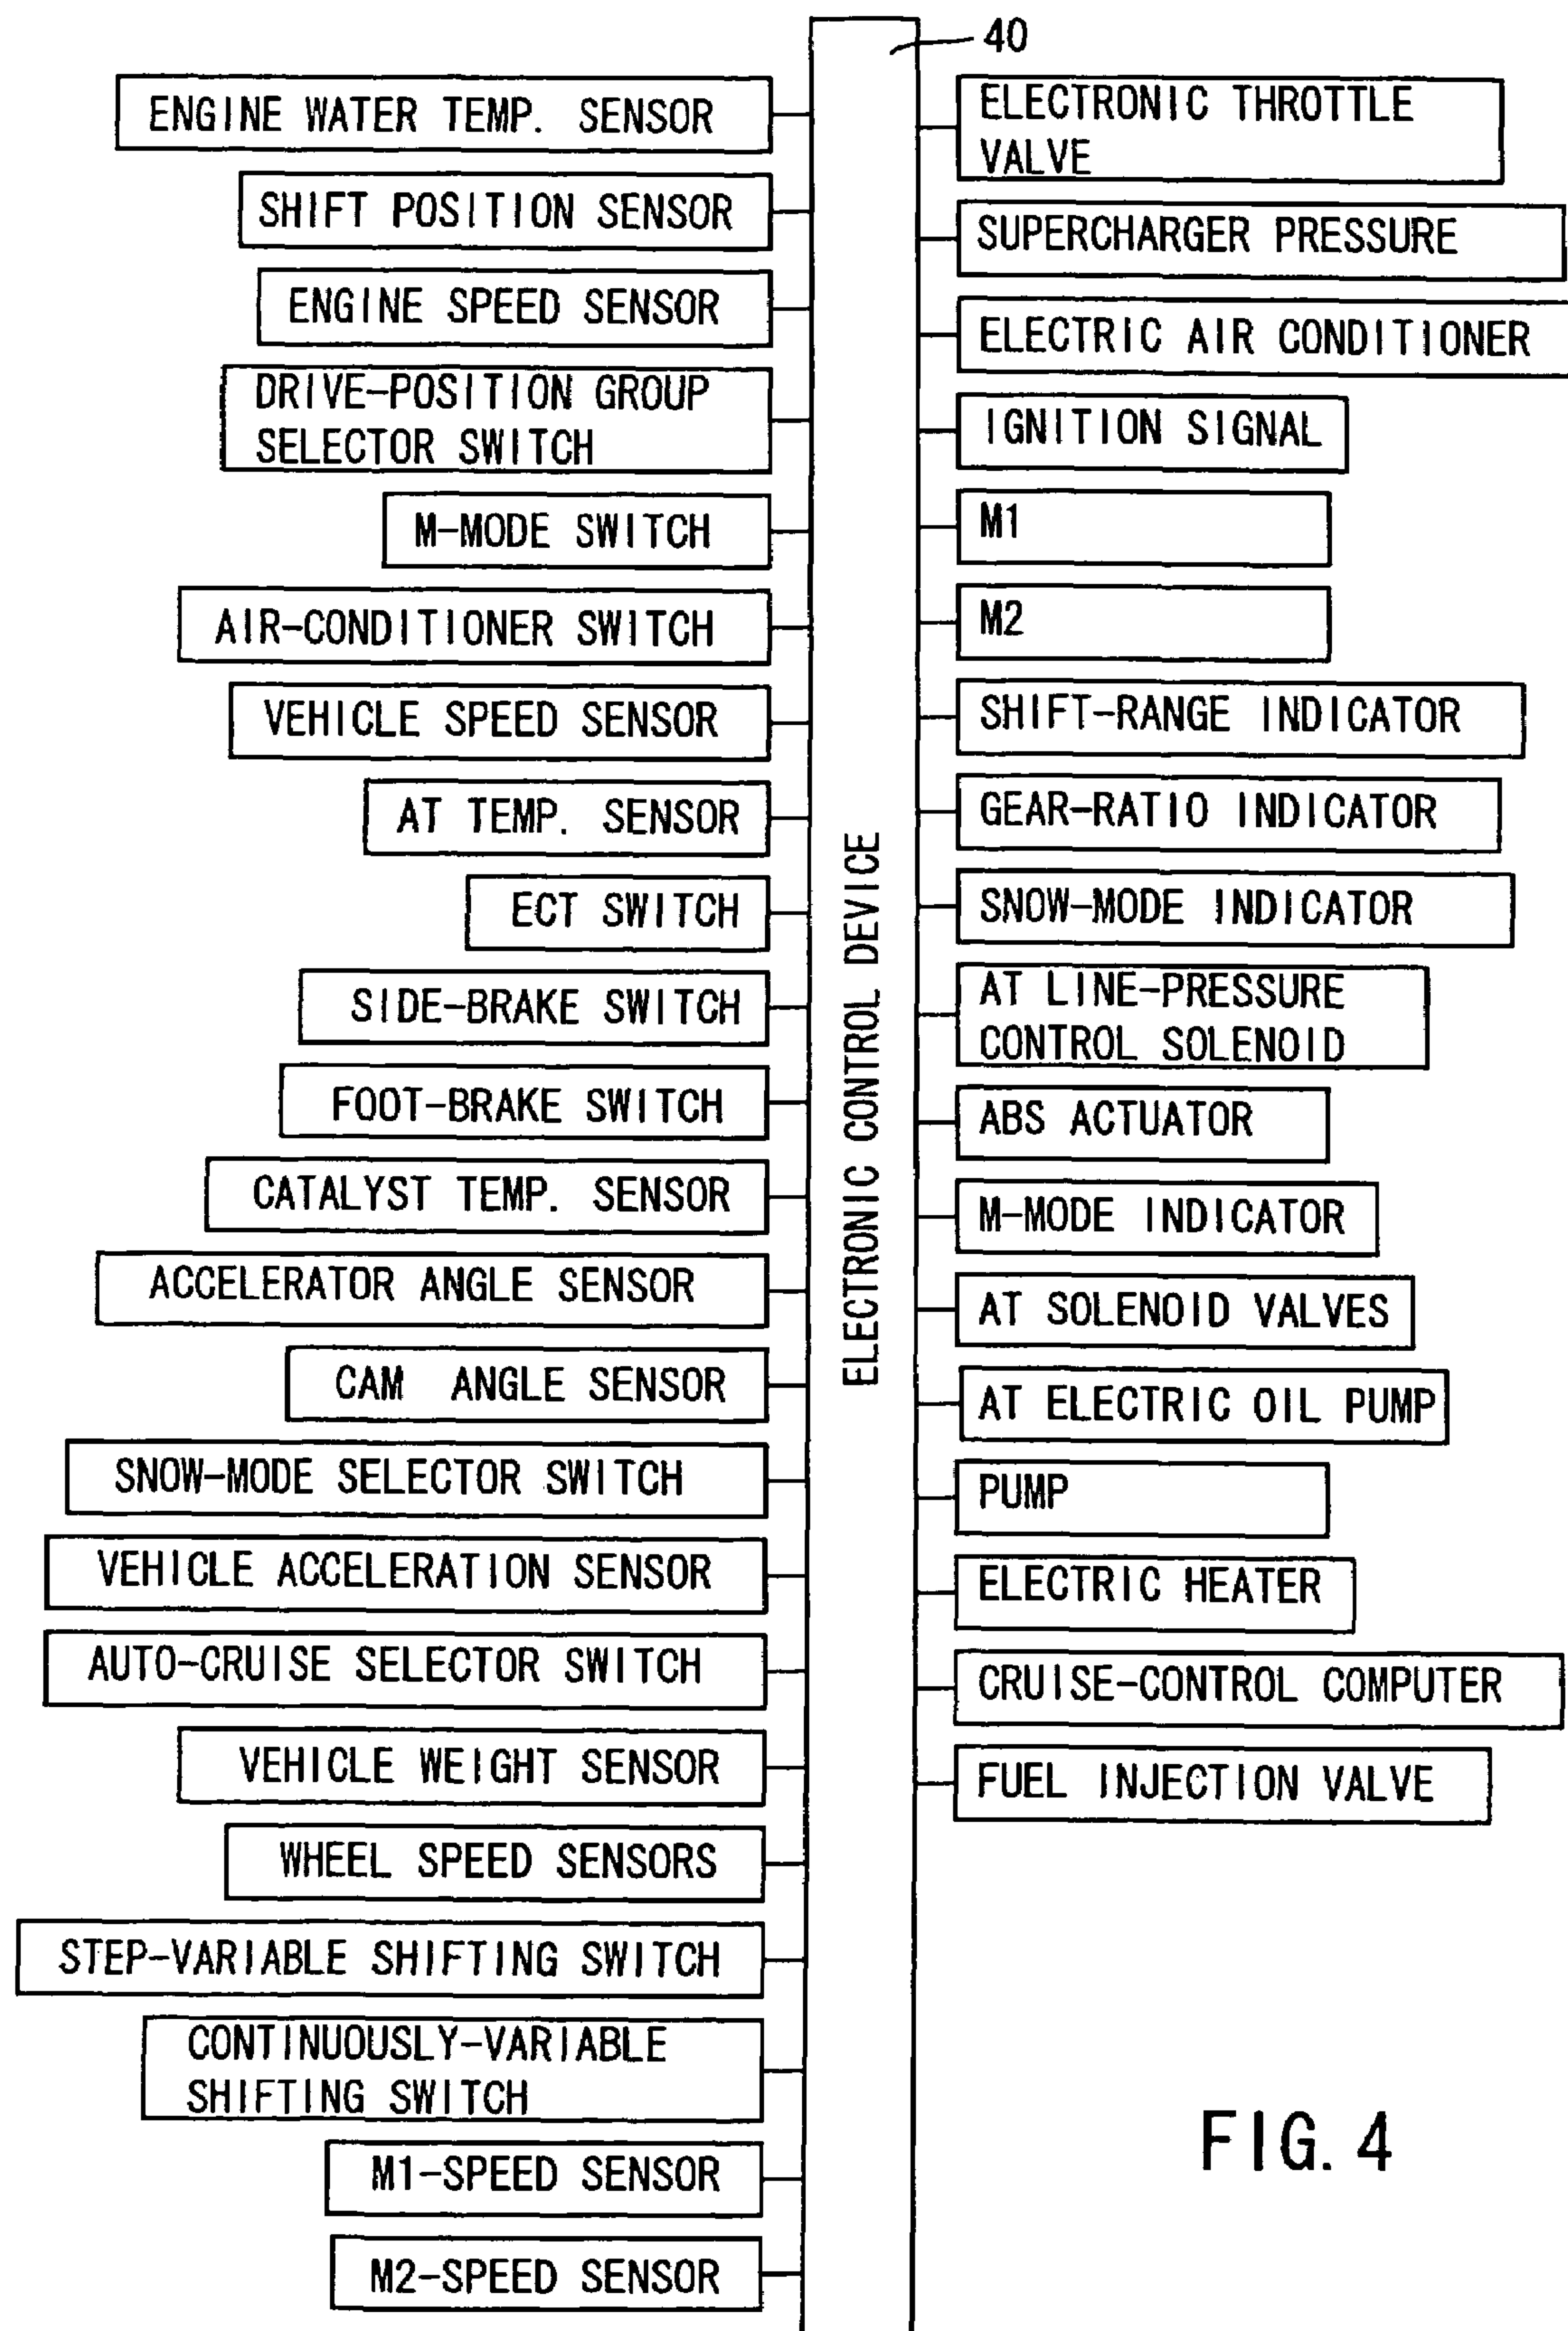 40
ENGINE WATER TEMP. SENSOR
SHIFT POSITION SENSOR
ENGINE SPEED SENSOR
DRIVE-POSITION GROUP
SELECTOR SWITCH
M-MODE SWITCH
AIR-CONDITIONER SWITCH
VEHICLE SPEED SENSOR
AT TEMP. SENSOR
ECT SWITCH
SIDE-BRAKE SWITCH
FOOT-BRAKE SWITCH
CATALYST TEMP. SENSOR
ACCELERATOR ANGLE SENSOR
CAM ANGLE SENSOR
SNOW-MODE SELECTOR SWITCH
VEHICLE ACCELERATION SENSOR
AUTO-CRUISE SELECTOR SWITCH
VEHICLE WEIGHT SENSOR
WHEEL SPEED SENSORS
STEP-VARIABLE SHIFTING SWITCH
CONTINUOUSLY-VARIABLE
SHIFTING SWITCH
M1-SPEED SENSOR
M2-SPEED SENSOR
ELECTRONIC CONTROL DEVICE
ELECTRONIC THROTTLE
VALVE
SUPERCHARGER PRESSURE
ELECTRIC AIR CONDITIONER
IGNITION SIGNAL
M1
M2
SHIFT-RANGE INDICATOR
GEAR-RATIO INDICATOR
SNOW-MODE INDICATOR
AT LINE-PRESSURE
CONTROL SOLENOID
ABS ACTUATOR
M-MODE INDICATOR
AT SOLENOID VALVES
AT ELECTRIC OIL PUMP
PUMP
ELECTRIC HEATER
CRUISE-CONTROL COMPUTER
FUEL INJECTION VALVE
FIG. 4